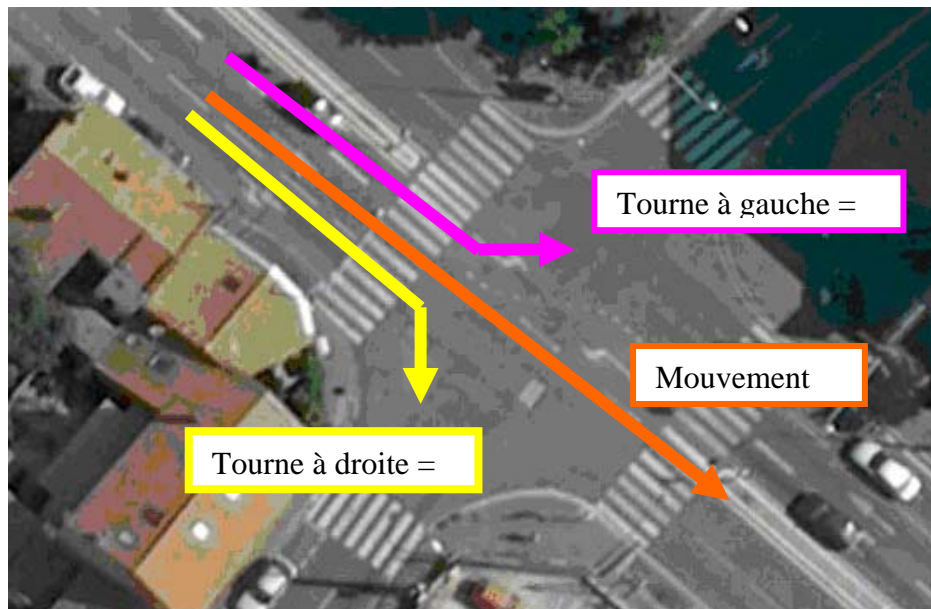 Tourne à gauche =
Mouvement
Tourne à droite =